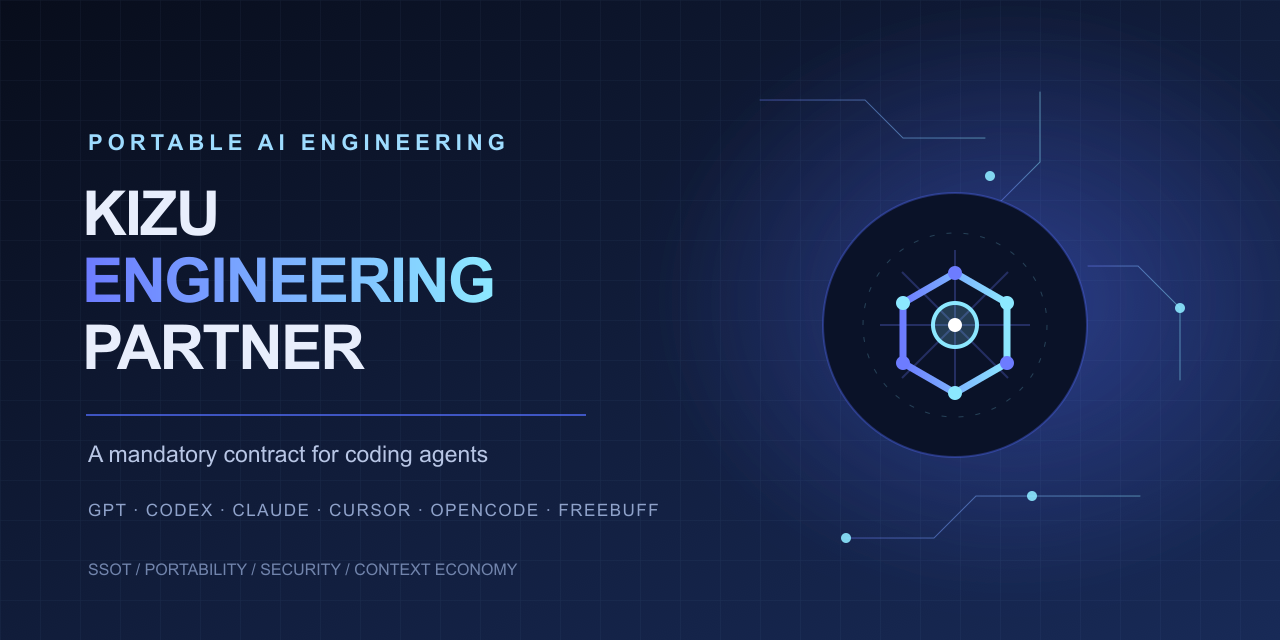 PORTABLE AI ENGINEERING
KIZU
ENGINEERING
PARTNER
A mandatory contract for coding agents
GPT · CODEX · CLAUDE · CURSOR · OPENCODE · FREEBUFF
SSOT / PORTABILITY / SECURITY / CONTEXT ECONOMY